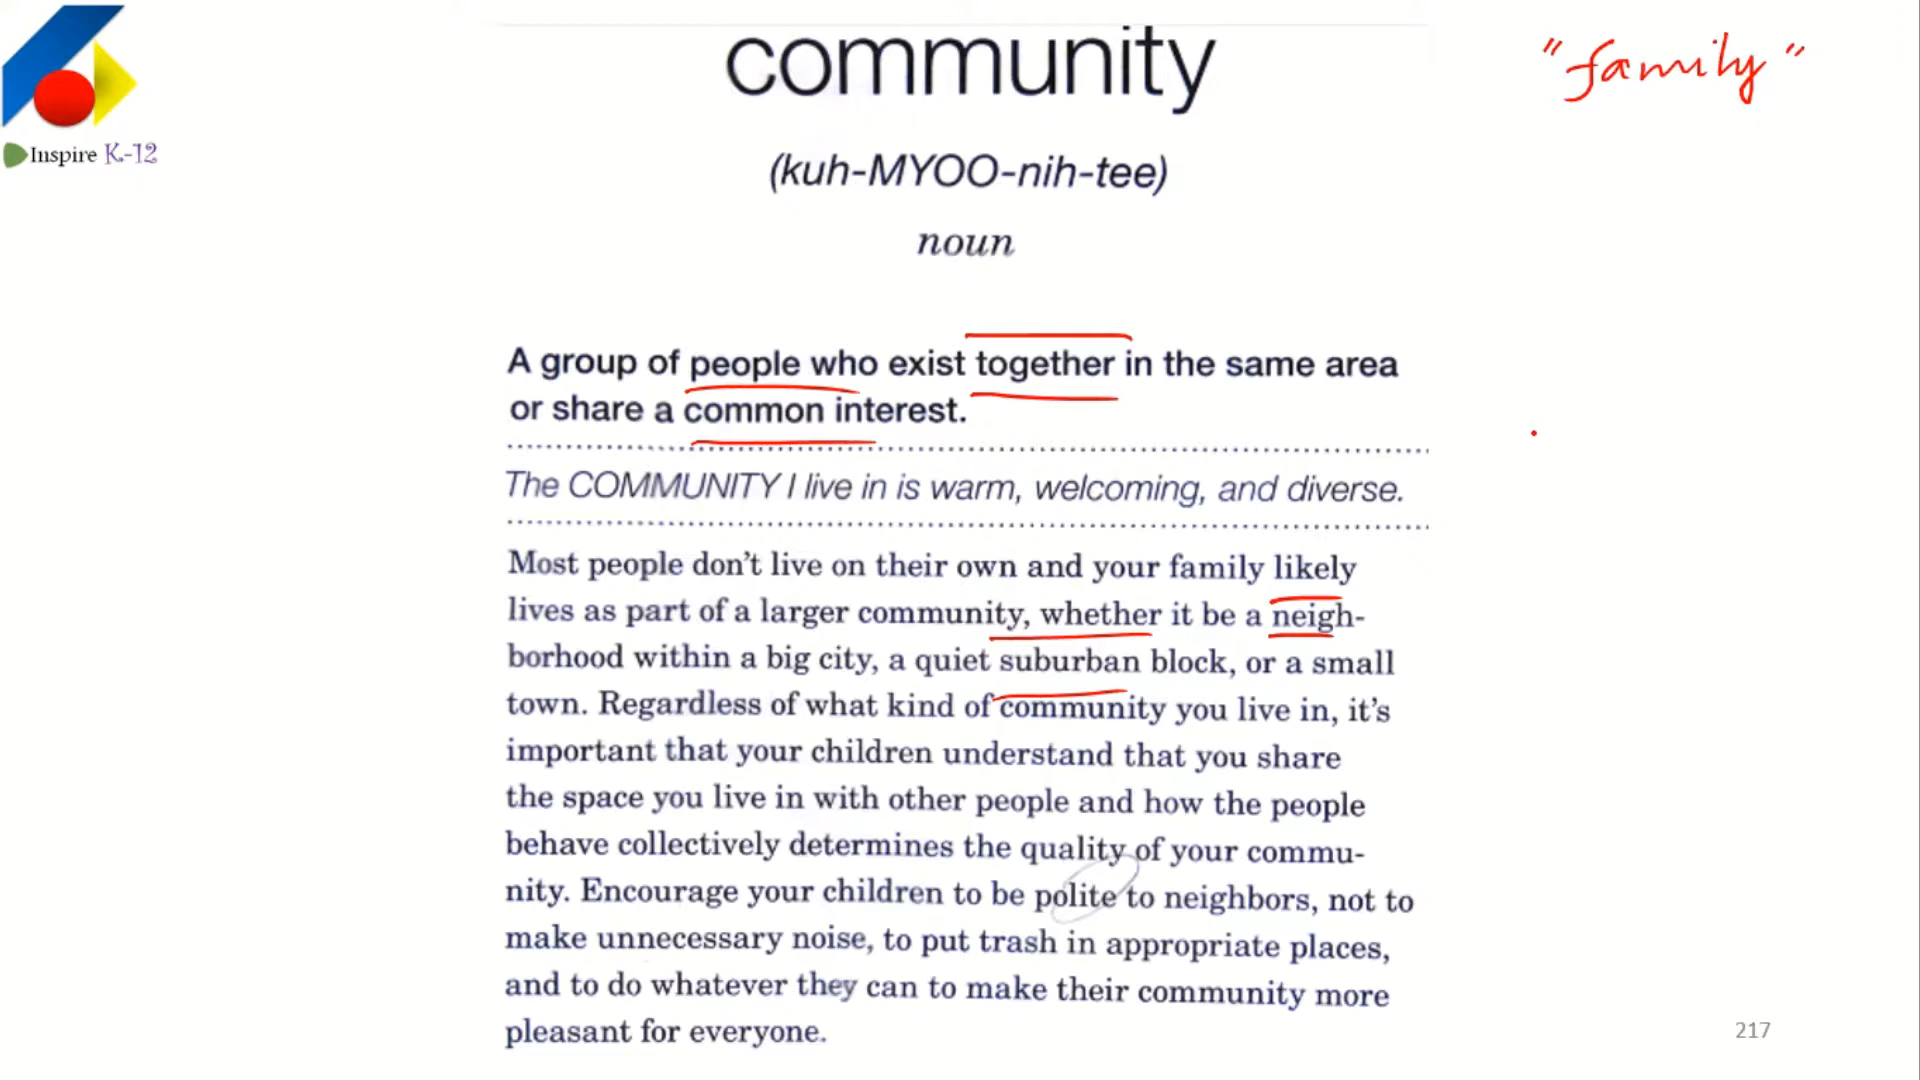 community
"family"
Inspire K-12
(kuh-MYOO-nih-tee)
noun
A group of people who exist together in the same area
or share a common interest.
The COMMUNITY I live in is warm, welcoming, and diverse.
Most people don't live on their own and your family likely
lives as part of a larger community, whether it be a neigh-
borhood within a big city, a quiet suburban block, or a small
town. Regardless of what kind of community you live in, it's
important that your children understand that you share
the space you live in with other people and how the people
behave collectively determines the quality of your commu-
nity. Encourage your children to be polite to neighbors, not to
make unnecessary noise, to put trash in appropriate places,
and to do whatever they can to make their community more
pleasant for everyone.
217